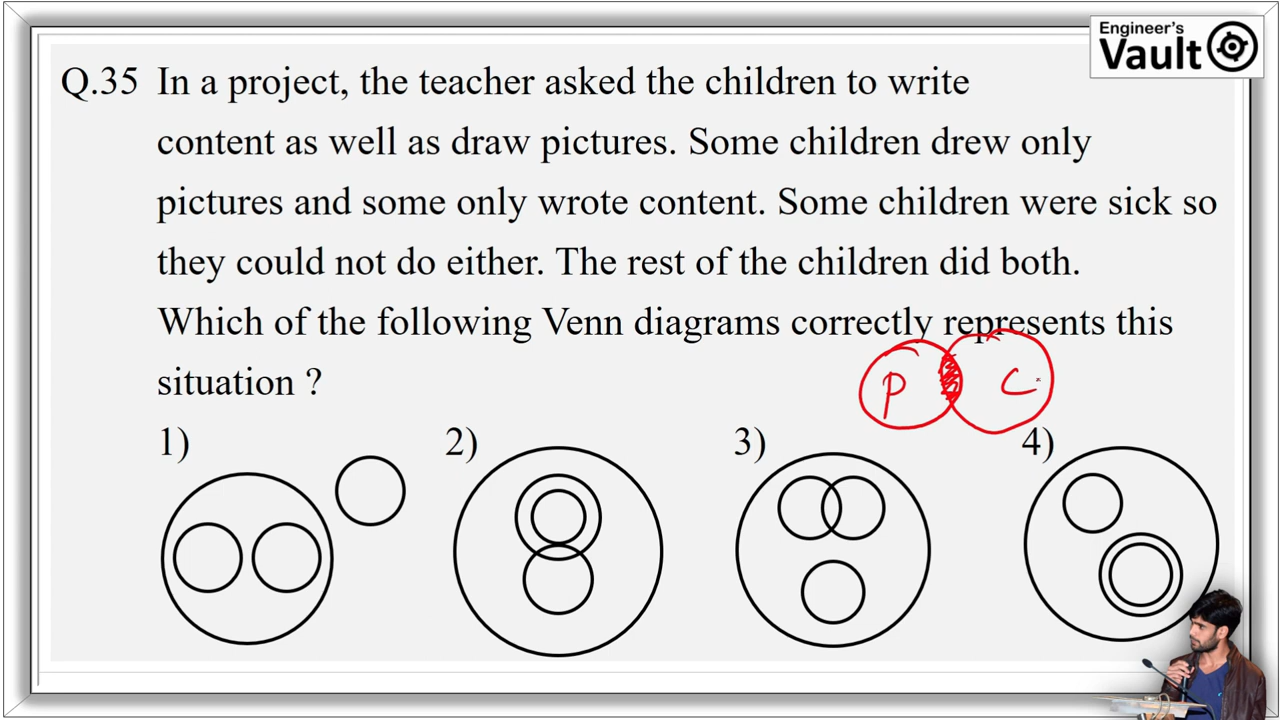 Engineer's
Vault
Q.35 In a project, the teacher asked the children to write
content as well as draw pictures. Some children drew only
pictures and some only wrote content. Some children were sick so
they could not do either. The rest of the children did both.
Which of the following Venn diagrams correctly represents this
situation ?
P C
1) 2) 3) 4)